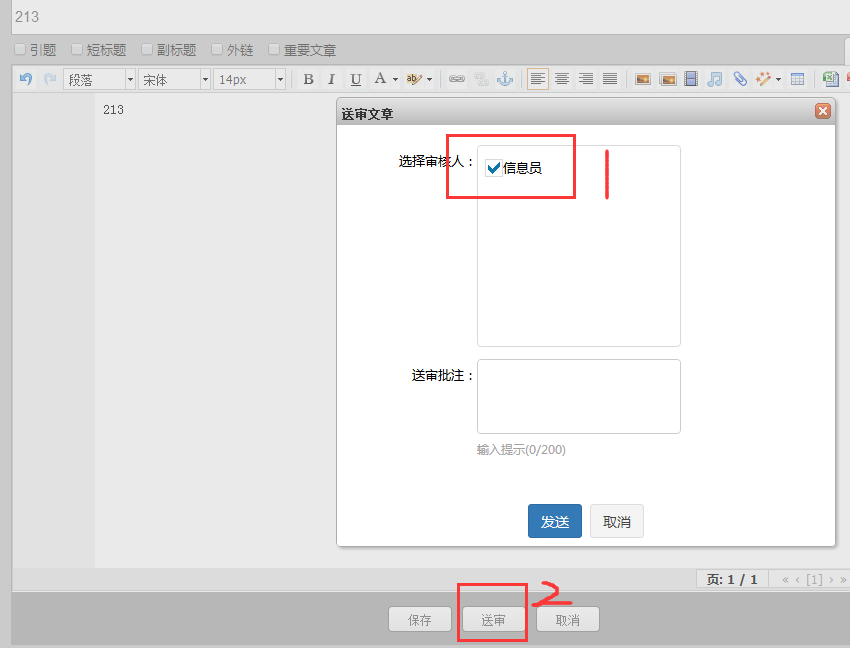 213
引题 短标题 副标题 外链 重要文章
段落 宋体 14px B I U A ab
213
送审文章
选择审核人：
信息员
1
送审批注：
输入提示(0/200)
发送 取消
页: 1 / 1 « ‹ [1] › »
保存 送审 取消
2